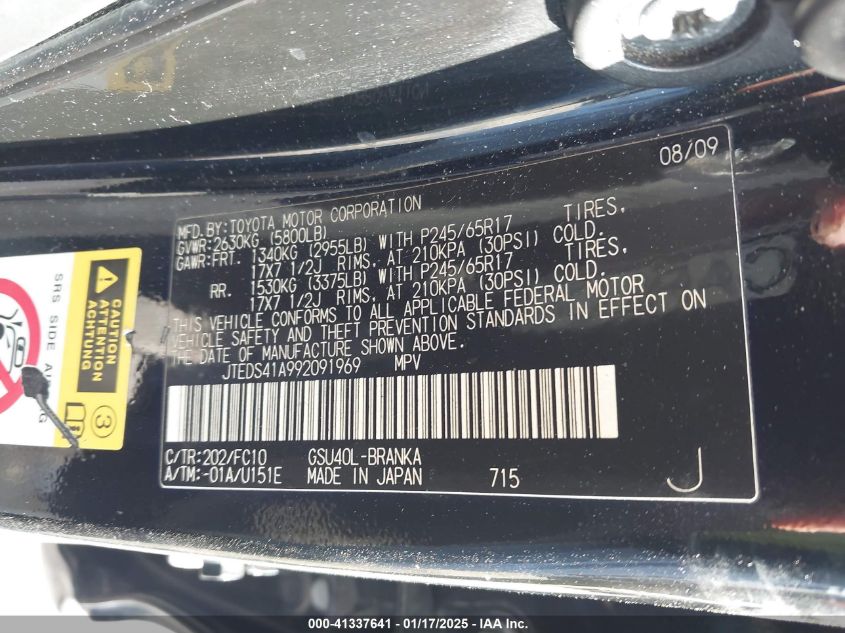 08/09
MFD.BY:TOYOTA MOTOR CORPORATION
GVWR:2630KG (5800LB)
GAWR:FRT. 1340KG (2955LB) WITH P245/65R17 TIRES,
17X7 1/2J RIMS, AT 210KPA (30PSI) COLD.
RR. 1530KG (3375LB) WITH P245/65R17 TIRES,
17X7 1/2J RIMS, AT 210KPA (30PSI) COLD.
THIS VEHICLE CONFORMS TO ALL APPLICABLE FEDERAL MOTOR
VEHICLE SAFETY AND THEFT PREVENTION STANDARDS IN EFFECT ON
THE DATE OF MANUFACTURE SHOWN ABOVE.
JTEDS41A992091969 MPV
C/TR:202/FC10 GSU40L-BRANKA
A/TM:-01A/U151E MADE IN JAPAN 715 J
CAUTION
ATTENTION
ACHTUNG
SRS SIDE
3
000-41337641 - 01/17/2025 - IAA Inc.